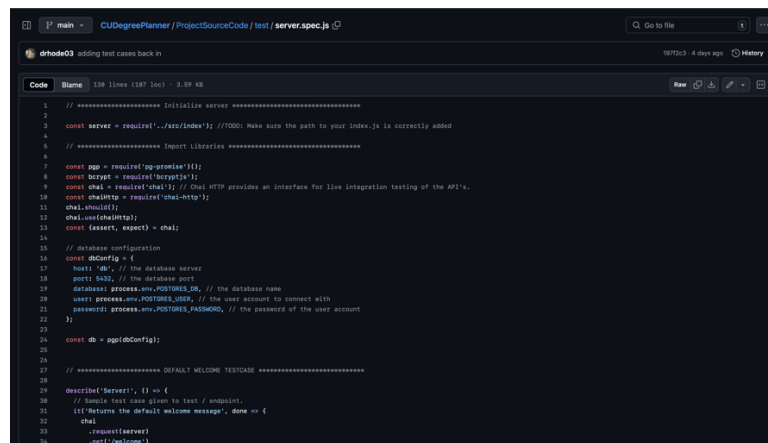 main
CUDegreePlanner / ProjectSourceCode / test / server.spec.js
Go to file
t
drhode03 adding test cases back in
197f2c3 · 4 days ago
History
Code
Blame
130 lines (107 loc) · 3.59 KB
Raw
1 // ********************** Initialize server **********************************
2
3 const server = require('../src/index'); //TODO: Make sure the path to your index.js is correctly added
4
5 // ********************** Import Libraries ***********************************
6
7 const pgp = require('pg-promise')();
8 const bcrypt = require('bcryptjs');
9 const chai = require('chai'); // Chai HTTP provides an interface for live integration testing of the API's.
10 const chaiHttp = require('chai-http');
11 chai.should();
12 chai.use(chaiHttp);
13 const {assert, expect} = chai;
14
15 // database configuration
16 const dbConfig = {
17 host: 'db', // the database server
18 port: 5432, // the database port
19 database: process.env.POSTGRES_DB, // the database name
20 user: process.env.POSTGRES_USER, // the user account to connect with
21 password: process.env.POSTGRES_PASSWORD, // the password of the user account
22 };
23
24 const db = pgp(dbConfig);
25
26
27 // ********************** DEFAULT WELCOME TESTCASE ****************************
28
29 describe('Server!', () => {
30 // Sample test case given to test / endpoint.
31 it('Returns the default welcome message', done => {
32 chai
33 .request(server)
34 .get('/welcome')